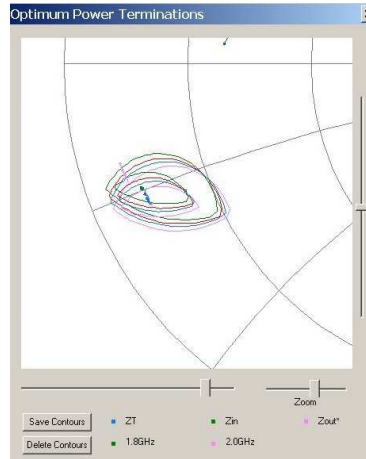 Optimum Power Terminations
Zoom
Save Contours ZT Zin Zout*
Delete Contours 1.8GHz 2.0GHz